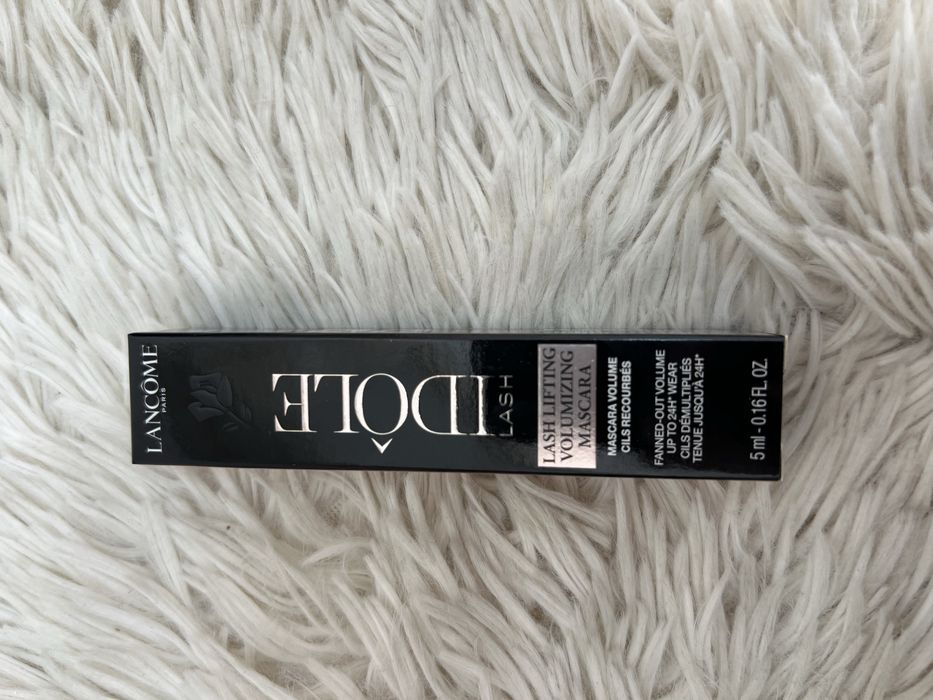 LANCÔME
PARIS
LASH
IDÔLE
LASH LIFTING
VOLUMIZING
MASCARA
MASCARA VOLUME
CILS RECOURBÉS
FANNED-OUT VOLUME
UP TO 24H* WEAR
CILS DÉMULTIPLIÉS
TENUE JUSQU'À 24H*
5 ml - 0.16 FL. OZ.